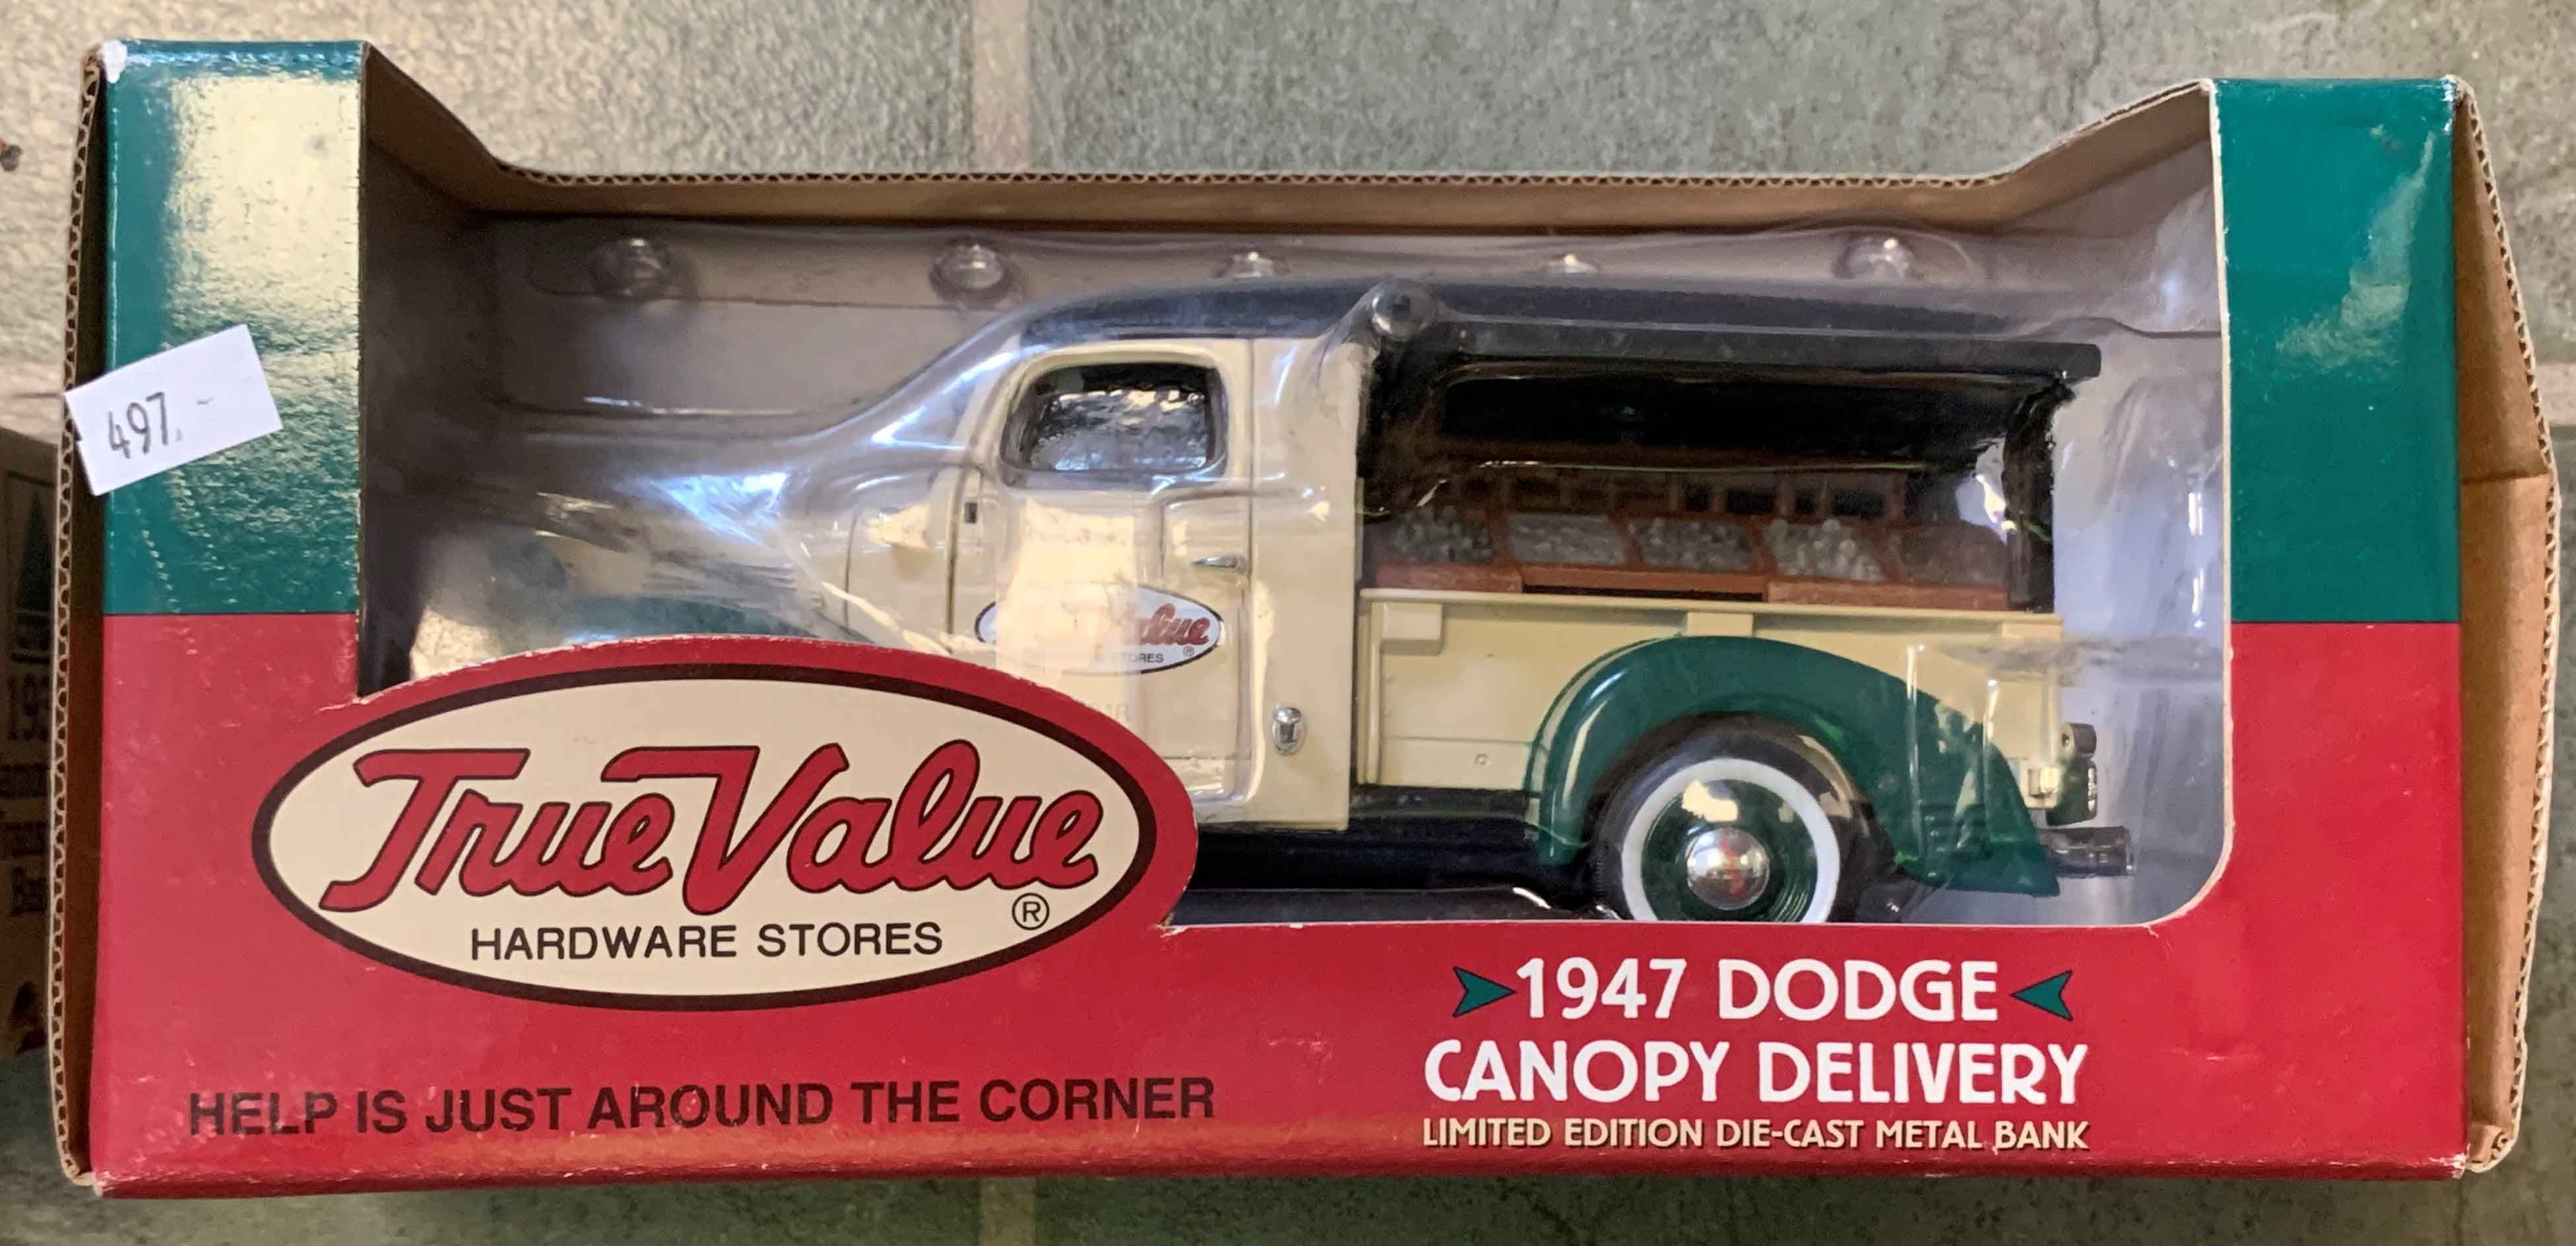 497.-
True Value
®
HARDWARE STORES
HELP IS JUST AROUND THE CORNER
1947 DODGE
CANOPY DELIVERY
LIMITED EDITION DIE-CAST METAL BANK